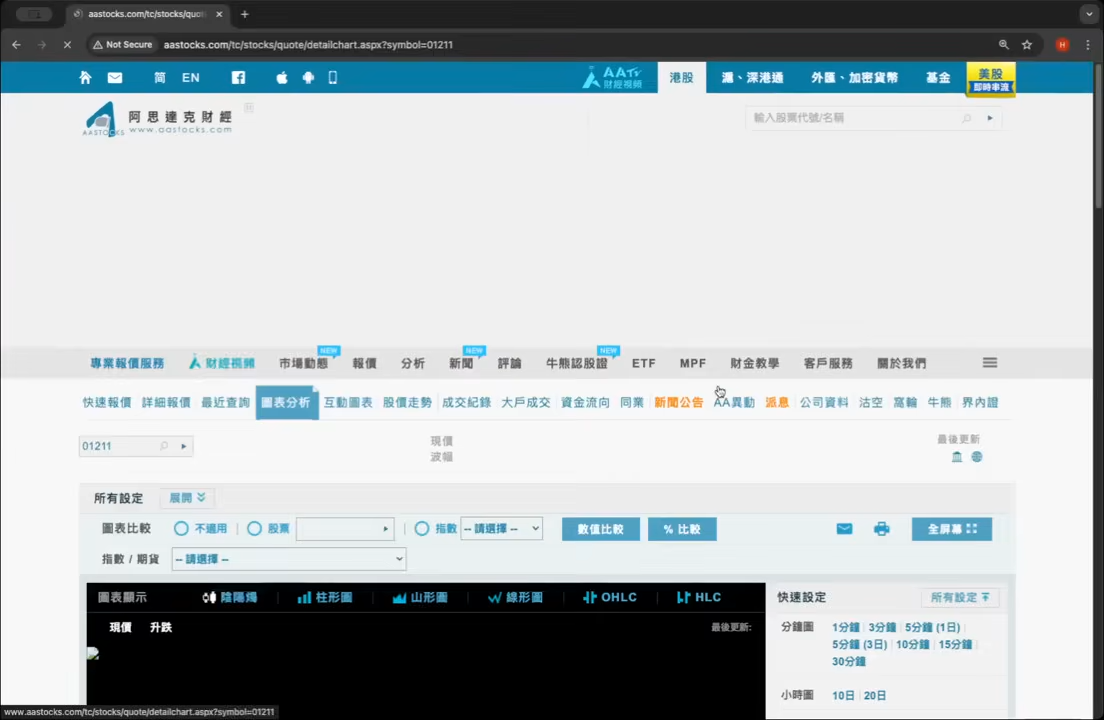 aastocks.com/tc/stocks/quot
Not Secure
aastocks.com/tc/stocks/quote/detailchart.aspx?symbol=01211
H
简 EN
AATV 財經視頻 港股 滬、深港通 外匯、加密貨幣 基金 美股 即時串流
阿思達克財經
AASTOCKS www.aastocks.com
輸入股票代號/名稱
NEW NEW NEW
專業報價服務 財經視頻 市場動態 報價 分析 新聞 評論 牛熊認股證 ETF MPF 財金教學 客戶服務 關於我們
快速報價 詳細報價 最近查詢 圖表分析 互動圖表 股價走勢 成交紀錄 大戶成交 資金流向 同業 新聞公告 AA異動 派息 公司資料 沽空 窩輪 牛熊 界內證
01211 現價 最後更新
波幅
所有設定 展開
圖表比較 不適用 | 股票 | 指數 -- 請選擇 -- 數值比較 % 比較 全屏幕
指數 / 期貨 -- 請選擇 --
圖表顯示 陰陽燭 | 柱形圖 | 山形圖 | 線形圖 | OHLC | HLC 快速設定 所有設定
現價 升跌 最後更新:
分鐘圖 1分鐘 | 3分鐘 | 5分鐘 (1日) |
5分鐘 (3日) | 10分鐘 | 15分鐘 |
30分鐘
小時圖 10日 | 20日
www.aastocks.com/tc/stocks/quote/detailchart.aspx?symbol=01211